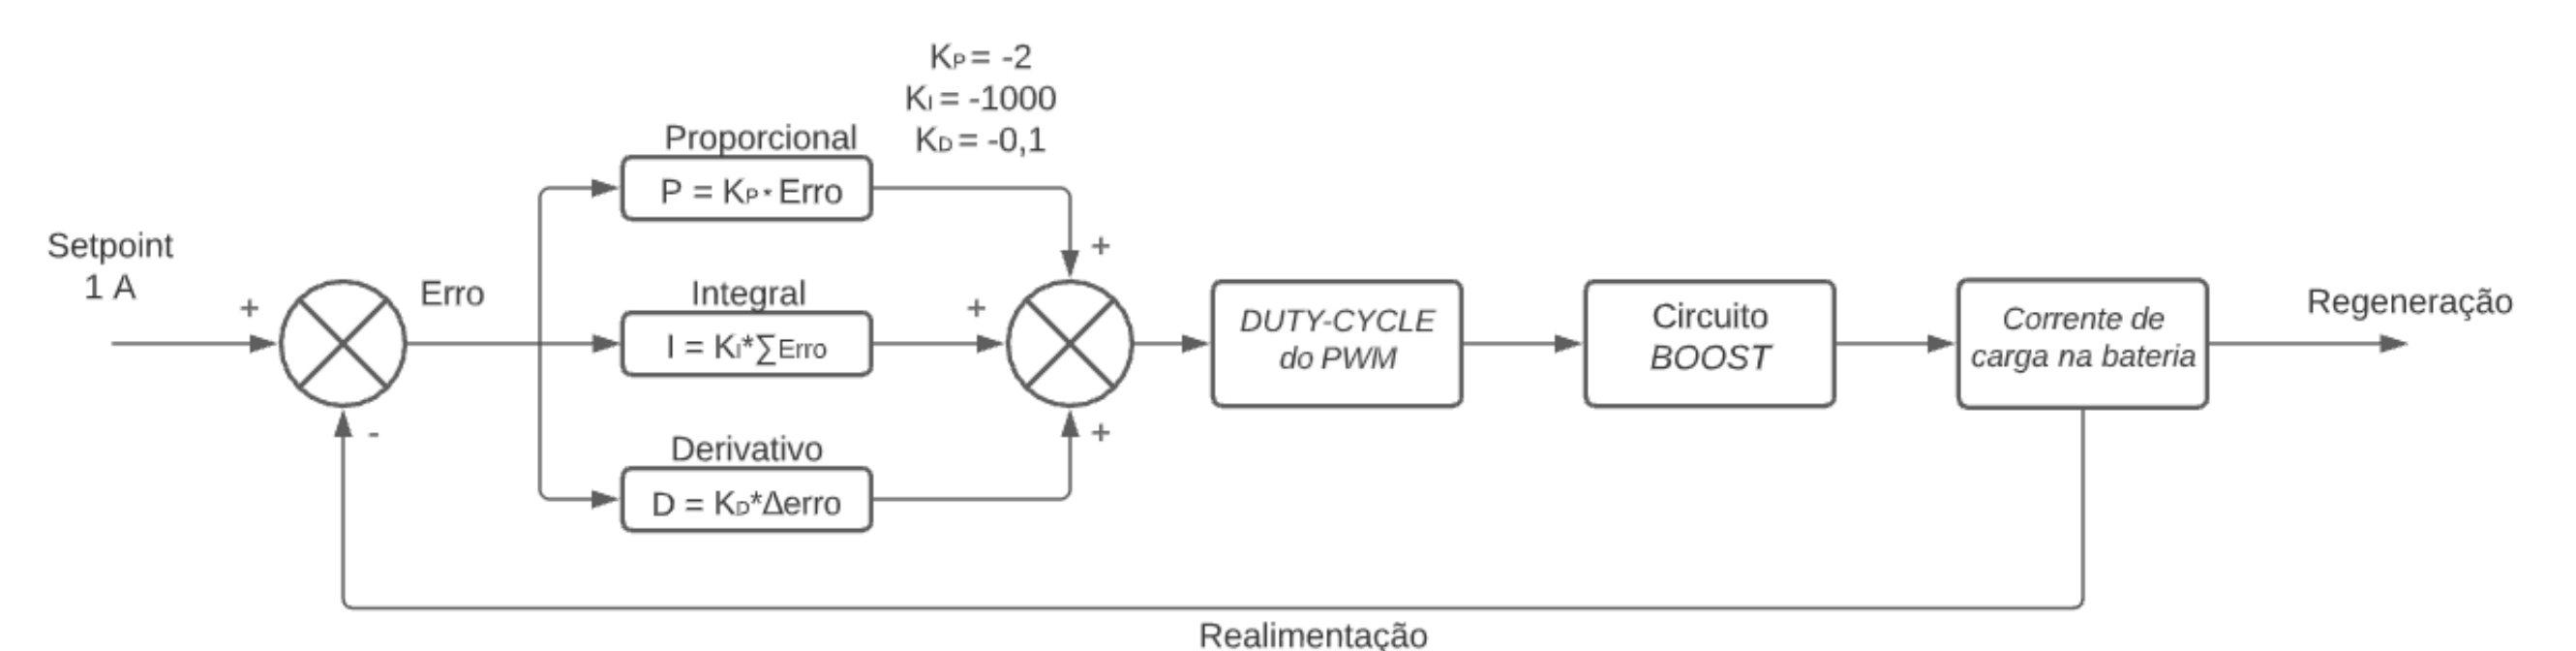 KP = -2
KI = -1000
KD = -0,1
Proporcional
P = KP * Erro
Setpoint
1 A
+
Erro
Integral
I = KI*∑Erro
+
+
DUTY-CYCLE
do PWM
Circuito
BOOST
Corrente de
carga na bateria
Regeneração
-
Derivativo
D = KD*Δerro
+
Realimentação